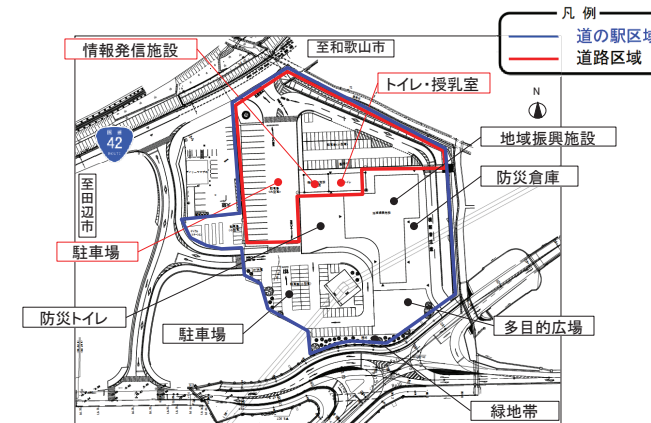 凡 例
道の駅区域
道路区域
至和歌山市
情報発信施設
トイレ・授乳室
N
地域振興施設
国道
42
防災倉庫
至田辺市
駐車場
防災トイレ
駐車場
多目的広場
緑地帯